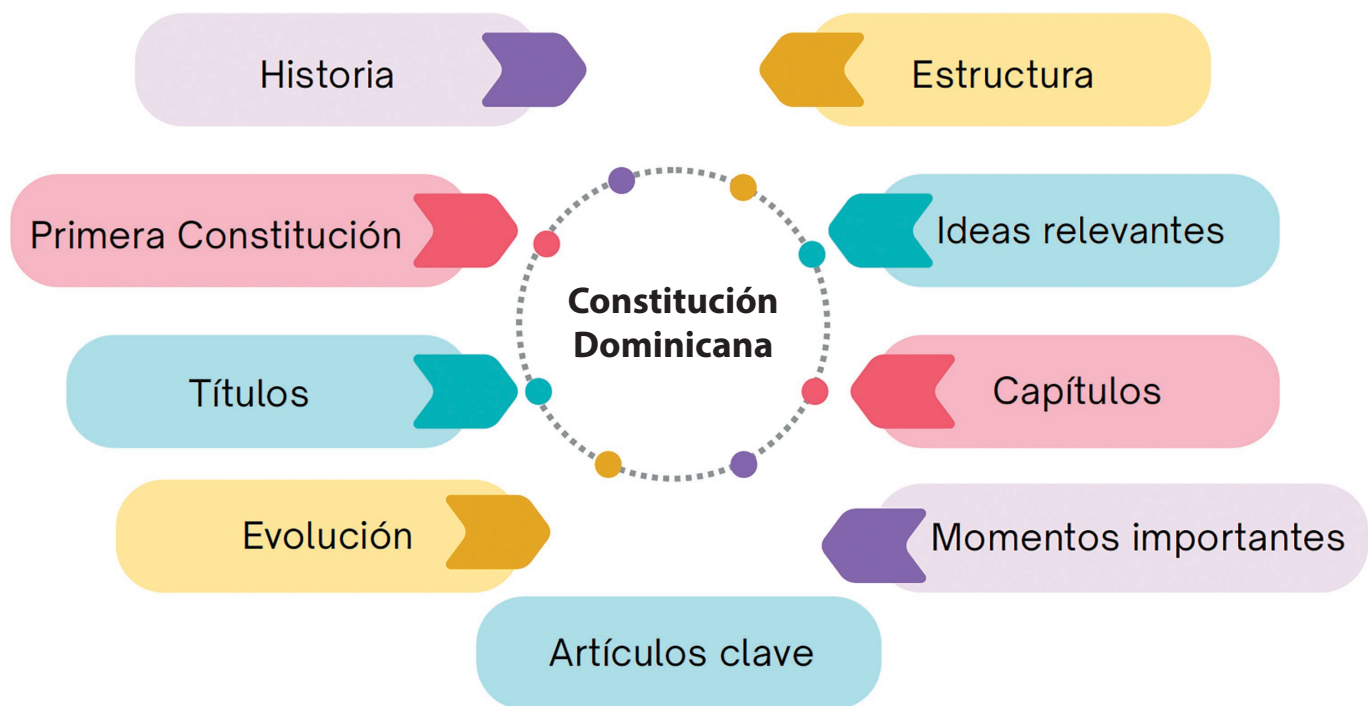 Historia
Estructura
Primera Constitución
Ideas relevantes
Constitución
Dominicana
Títulos
Capítulos
Evolución
Momentos importantes
Artículos clave